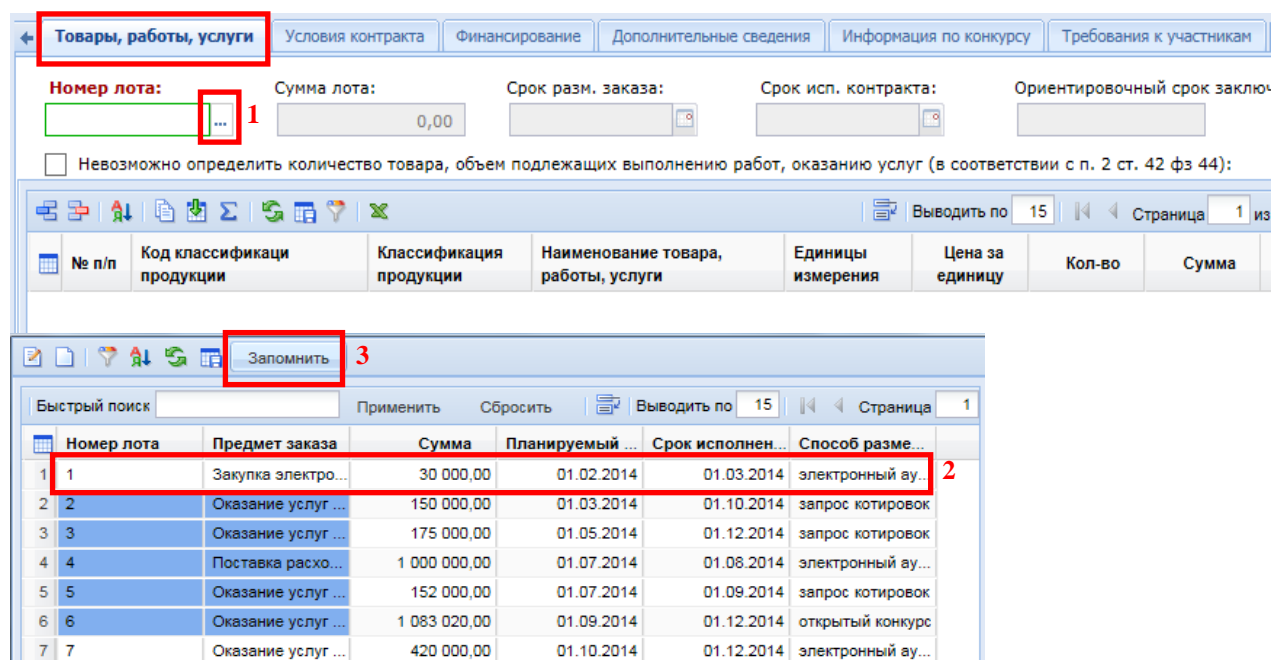 Товары, работы, услуги Условия контракта Финансирование Дополнительные сведения Информация по конкурсу Требования к участникам
Номер лота: Сумма лота: Срок разм. заказа: Срок исп. контракта: Ориентировочный срок заключ
... 1 0,00
Невозможно определить количество товара, объем подлежащих выполнению работ, оказанию услуг (в соответствии с п. 2 ст. 42 фз 44):
Выводить по 15 Страница 1 из
№ п/п Код классификаци продукции Классификация продукции Наименование товара, работы, услуги Единицы измерения Цена за единицу Кол-во Сумма
Запомнить 3
Быстрый поиск Применить Сбросить Выводить по 15 Страница 1
Номер лота Предмет заказа Сумма Планируемый ... Срок исполнен... Способ разме...
1 1 Закупка электро... 30 000,00 01.02.2014 01.03.2014 электронный ау... 2
2 2 Оказание услуг ... 150 000,00 01.03.2014 01.10.2014 запрос котировок
3 3 Оказание услуг ... 175 000,00 01.05.2014 01.12.2014 запрос котировок
4 4 Поставка расхо... 1 000 000,00 01.07.2014 01.08.2014 электронный ау...
5 5 Оказание услуг ... 152 000,00 01.07.2014 01.09.2014 запрос котировок
6 6 Оказание услуг ... 1 083 020,00 01.09.2014 01.12.2014 открытый конкурс
7 7 Оказание услуг ... 420 000,00 01.10.2014 01.12.2014 электронный ау...